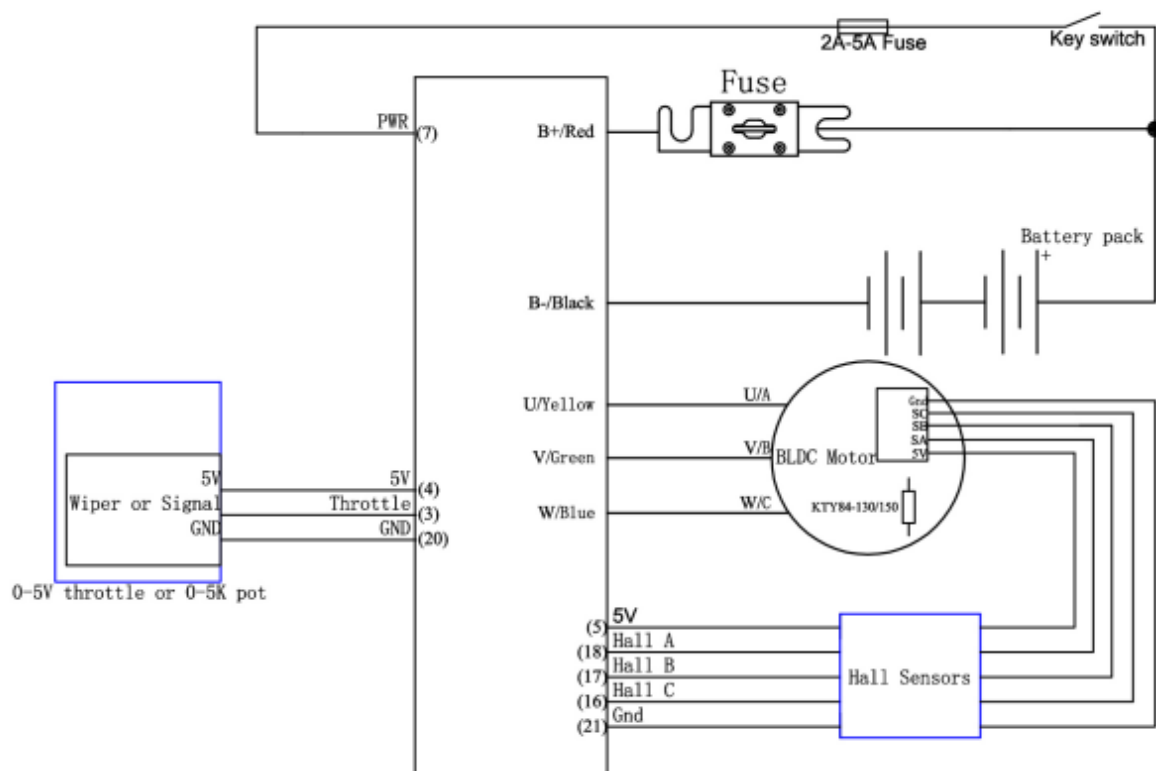 2A-5A Fuse
Key switch
Fuse
PWR
(7)
B+/Red
Battery pack
+
B-/Black
U/Yellow
U/A
V/Green
V/B
W/Blue
W/C
BLDC Motor
Gnd
SC
SB
SA
5V
KTY84-130/150
5V
Wiper or Signal
GND
5V
(4)
Throttle
(3)
GND
(20)
0-5V throttle or 0-5K pot
(5)
5V
(18)
Hall A
(17)
Hall B
(16)
Hall C
(21)
Gnd
Hall Sensors